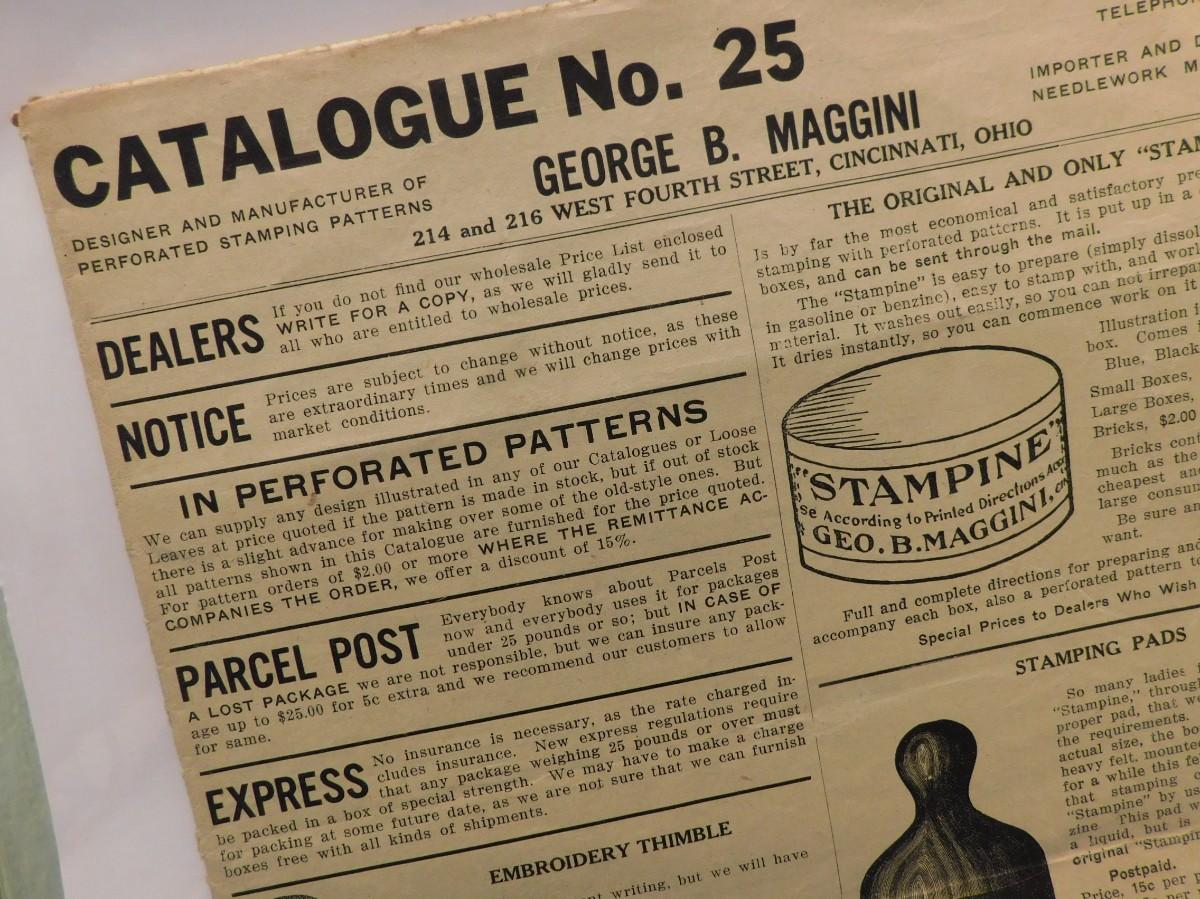 CATALOGUE No. 25
DESIGNER AND MANUFACTURER OF
PERFORATED STAMPING PATTERNS
GEORGE B. MAGGINI
214 and 216 WEST FOURTH STREET, CINCINNATI, OHIO
IMPORTER AND
NEEDLEWORK
DEALERS
If you do not find our wholesale Price List enclosed
WRITE FOR A COPY, as we will gladly send it to
all who are entitled to wholesale prices.
NOTICE
Prices are subject to change without notice, as these
are extraordinary times and we will change prices with
market conditions.
IN PERFORATED PATTERNS
We can supply any design illustrated in any of our Catalogues or Loose
Leaves at price quoted if the pattern is made in stock, but if out of stock
there is a slight advance for making over some of the old-style ones. But
all patterns shown in this Catalogue are furnished for the price quoted.
For pattern orders of $2.00 or more WHERE THE REMITTANCE AC-
COMPANIES THE ORDER, we offer a discount of 15%.
PARCEL POST
Everybody knows about Parcels Post
now and everybody uses it for packages
under 25 pounds or so; but IN CASE OF
A LOST PACKAGE we are not responsible, but we can insure any pack-
age up to $25.00 for 5c extra and we recommend our customers to allow
for same.
EXPRESS
No insurance is necessary, as the rate charged in-
cludes insurance. New express regulations require
that any package weighing 25 pounds or over must
be packed in a box of special strength. We may have to make a charge
for packing at some future date, as we are not sure that we can furnish
boxes free with all kinds of shipments.
EMBROIDERY THIMBLE
writing, but we will have
THE ORIGINAL AND ONLY
Is by far the most economical and satisfactory
stamping with perforated patterns. It is put up in a
boxes, and can be sent through the mail.
The "Stampine" is easy to prepare (simply
in gasoline or benzine), easy to stamp with, and
material. It washes out easily, so you can not
It dries instantly, so you can commence work on it
Illustration
box. Comes
Blue, Black
Small Boxes,
Large Boxes,
Bricks, $2.00
Bricks
much as the
cheapest and
large
Be sure
want.
"STAMPINE"
Use According to Printed Directions
GEO. B. MAGGINI,
Full and complete directions for preparing and
accompany each box, also a perforated pattern
Special Prices to Dealers Who Wish
STAMPING PADS
So many ladies
"Stampine," through
proper pad, that
the requirements.
actual size, the
heavy felt,
for a while this
that stamping
"Stampine" by
zine This pad
a liquid, but is
original
Postpaid.
Price, 15c per